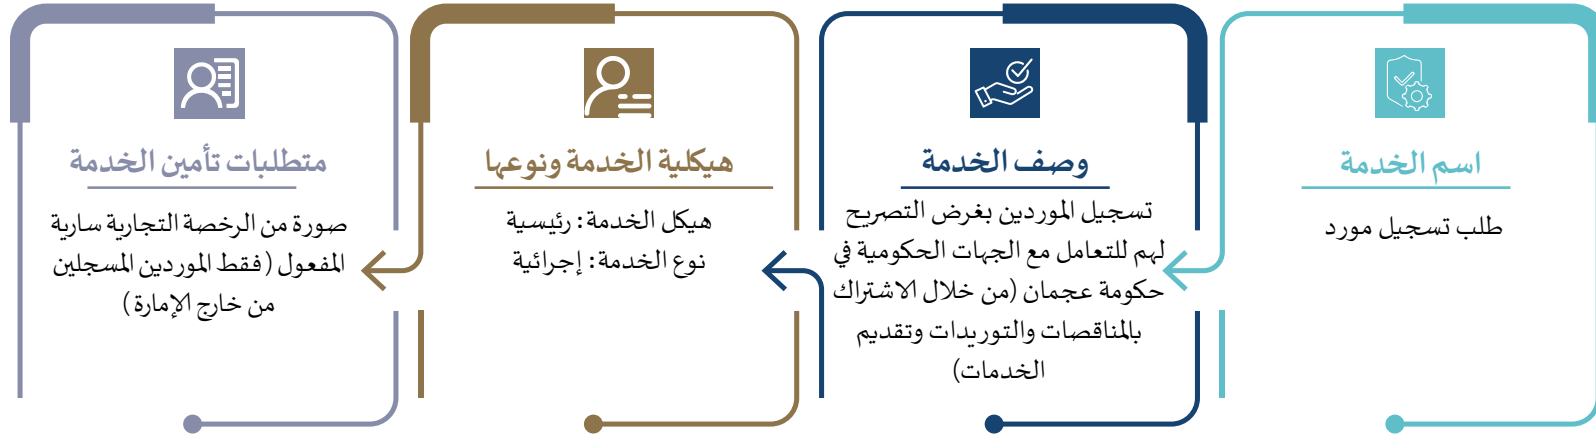 اسم الخدمة
طلب تسجيل مورد
وصف الخدمة
تسجيل الموردين بغرض التصريح
لهم للتعامل مع الجهات الحكومية في
حكومة عجمان (من خلال الاشتراك
بالمناقصات والتوريدات وتقديم
الخدمات)
هيكلية الخدمة ونوعها
هيكل الخدمة: رئيسية
نوع الخدمة: إجرائية
متطلبات تأمين الخدمة
صورة من الرخصة التجارية سارية
المفعول (فقط الموردين المسجلين
من خارج الإمارة)